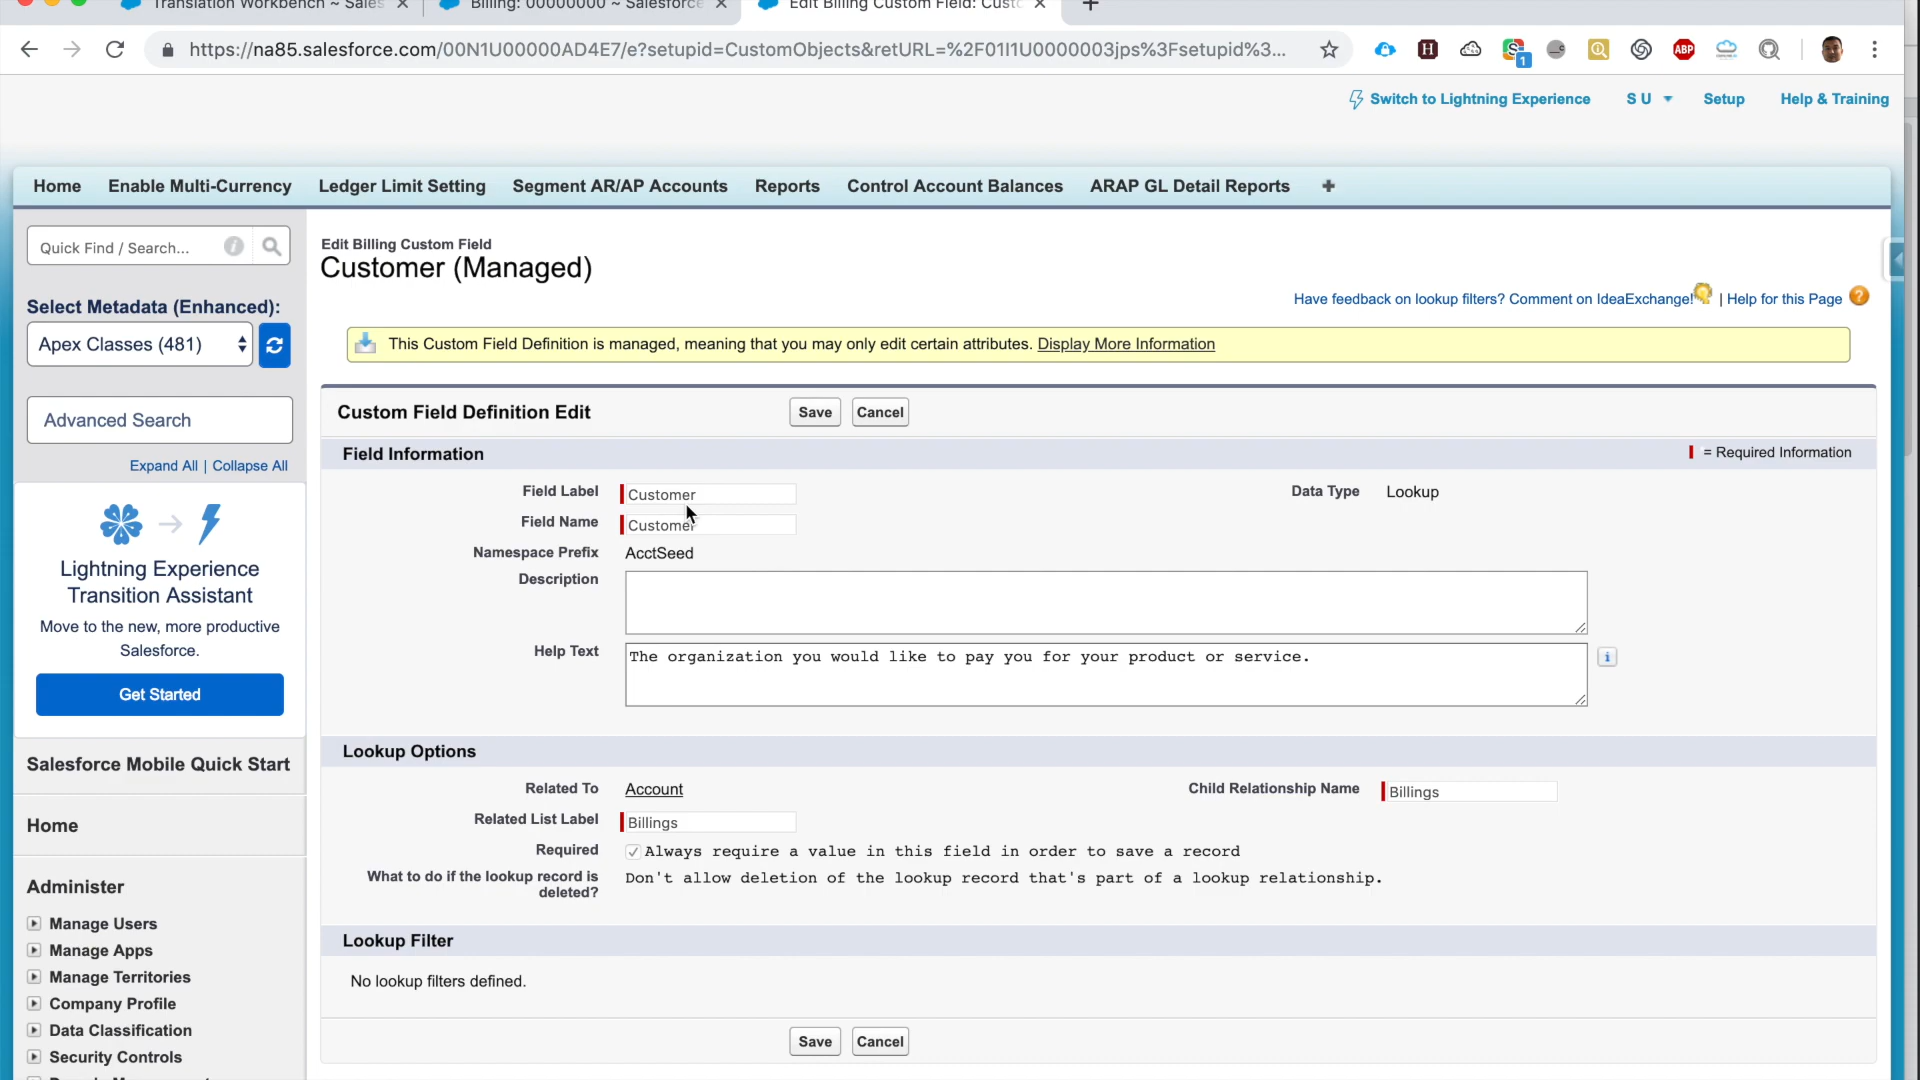 Translation Workbench ~ Sales
Billing: 00000000 ~ Salesforce
Edit Billing Custom Field: Custo
https://na85.salesforce.com/00N1U00000AD4E7/e?setupid=CustomObjects&retURL=%2F01I1U0000003jps%3Fsetupid%3...
H
1
ABP
Switch to Lightning Experience
S U
Setup
Help & Training
Home
Enable Multi-Currency
Ledger Limit Setting
Segment AR/AP Accounts
Reports
Control Account Balances
ARAP GL Detail Reports
Quick Find / Search...
Select Metadata (Enhanced):
Apex Classes (481)
Advanced Search
Expand All | Collapse All
Lightning Experience
Transition Assistant
Move to the new, more productive
Salesforce.
Get Started
Salesforce Mobile Quick Start
Home
Administer
Manage Users
Manage Apps
Manage Territories
Company Profile
Data Classification
Security Controls
Edit Billing Custom Field
Customer (Managed)
Have feedback on lookup filters? Comment on IdeaExchange! | Help for this Page
This Custom Field Definition is managed, meaning that you may only edit certain attributes. Display More Information
Custom Field Definition Edit
Save
Cancel
Field Information
= Required Information
Field Label
Customer
Data Type
Lookup
Field Name
Customer
Namespace Prefix
AcctSeed
Description
Help Text
The organization you would like to pay you for your product or service.
Lookup Options
Related To
Account
Child Relationship Name
Billings
Related List Label
Billings
Required
Always require a value in this field in order to save a record
What to do if the lookup record is
deleted?
Don't allow deletion of the lookup record that's part of a lookup relationship.
Lookup Filter
No lookup filters defined.
Save
Cancel